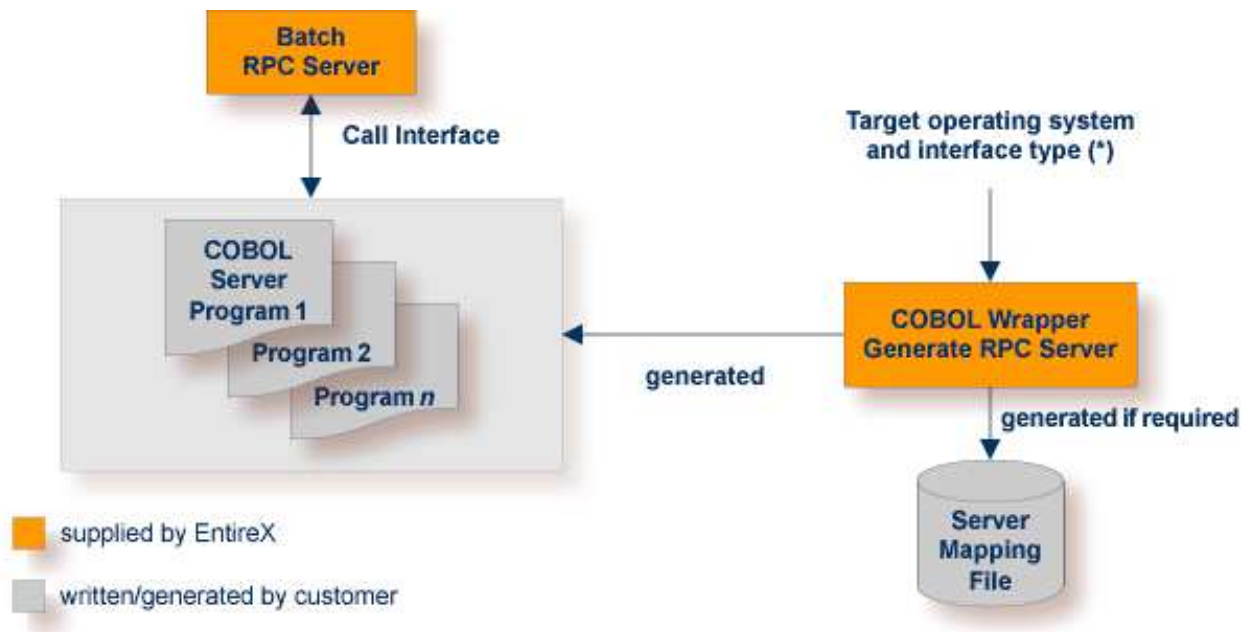 Batch
RPC Server
Call Interface
Target operating system
and interface type (*)
COBOL
Server
Program 1
Program 2
Program n
COBOL Wrapper
Generate RPC Server
generated
generated if required
Server
Mapping
File
supplied by EntireX
written/generated by customer